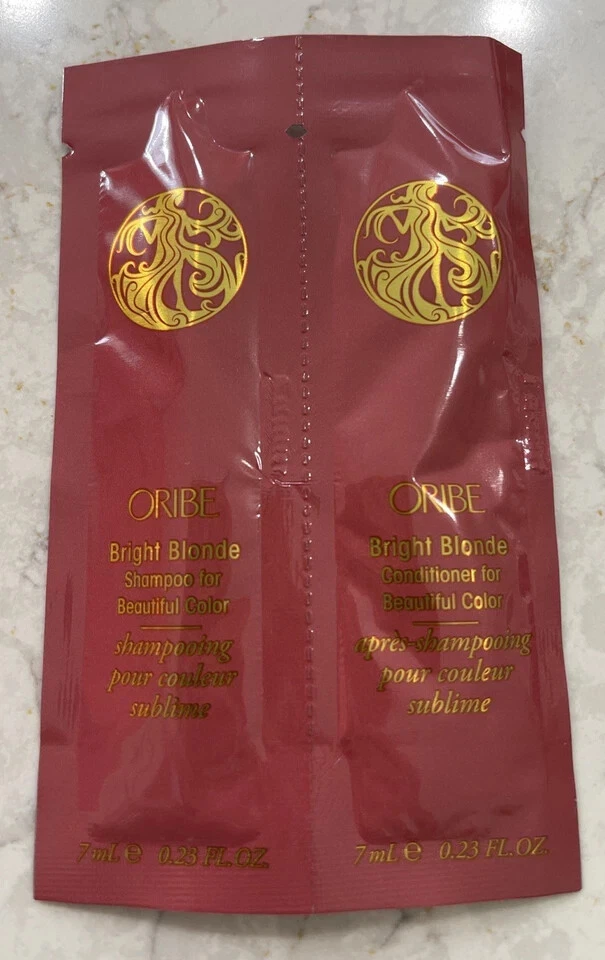 ORIBE
Bright Blonde
Shampoo for
Beautiful Color
shampooing
pour couleur
sublime
7 mL e 0.23 FL.OZ.
ORIBE
Bright Blonde
Conditioner for
Beautiful Color
après-shampooing
pour couleur
sublime
7 mL e 0.23 FL.OZ.